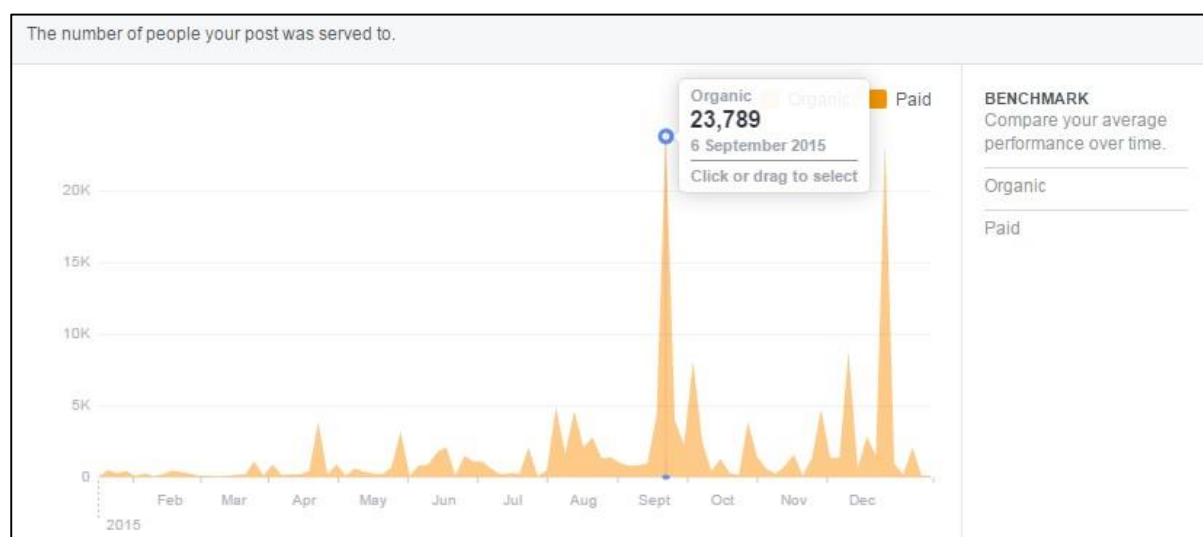 The number of people your post was served to.
Organic
23,789
6 September 2015
Click or drag to select
Organic
Paid
BENCHMARK
Compare your average
performance over time.
Organic
Paid
20K
15K
10K
5K
0
Feb Mar Apr May Jun Jul Aug Sept Oct Nov Dec
2015